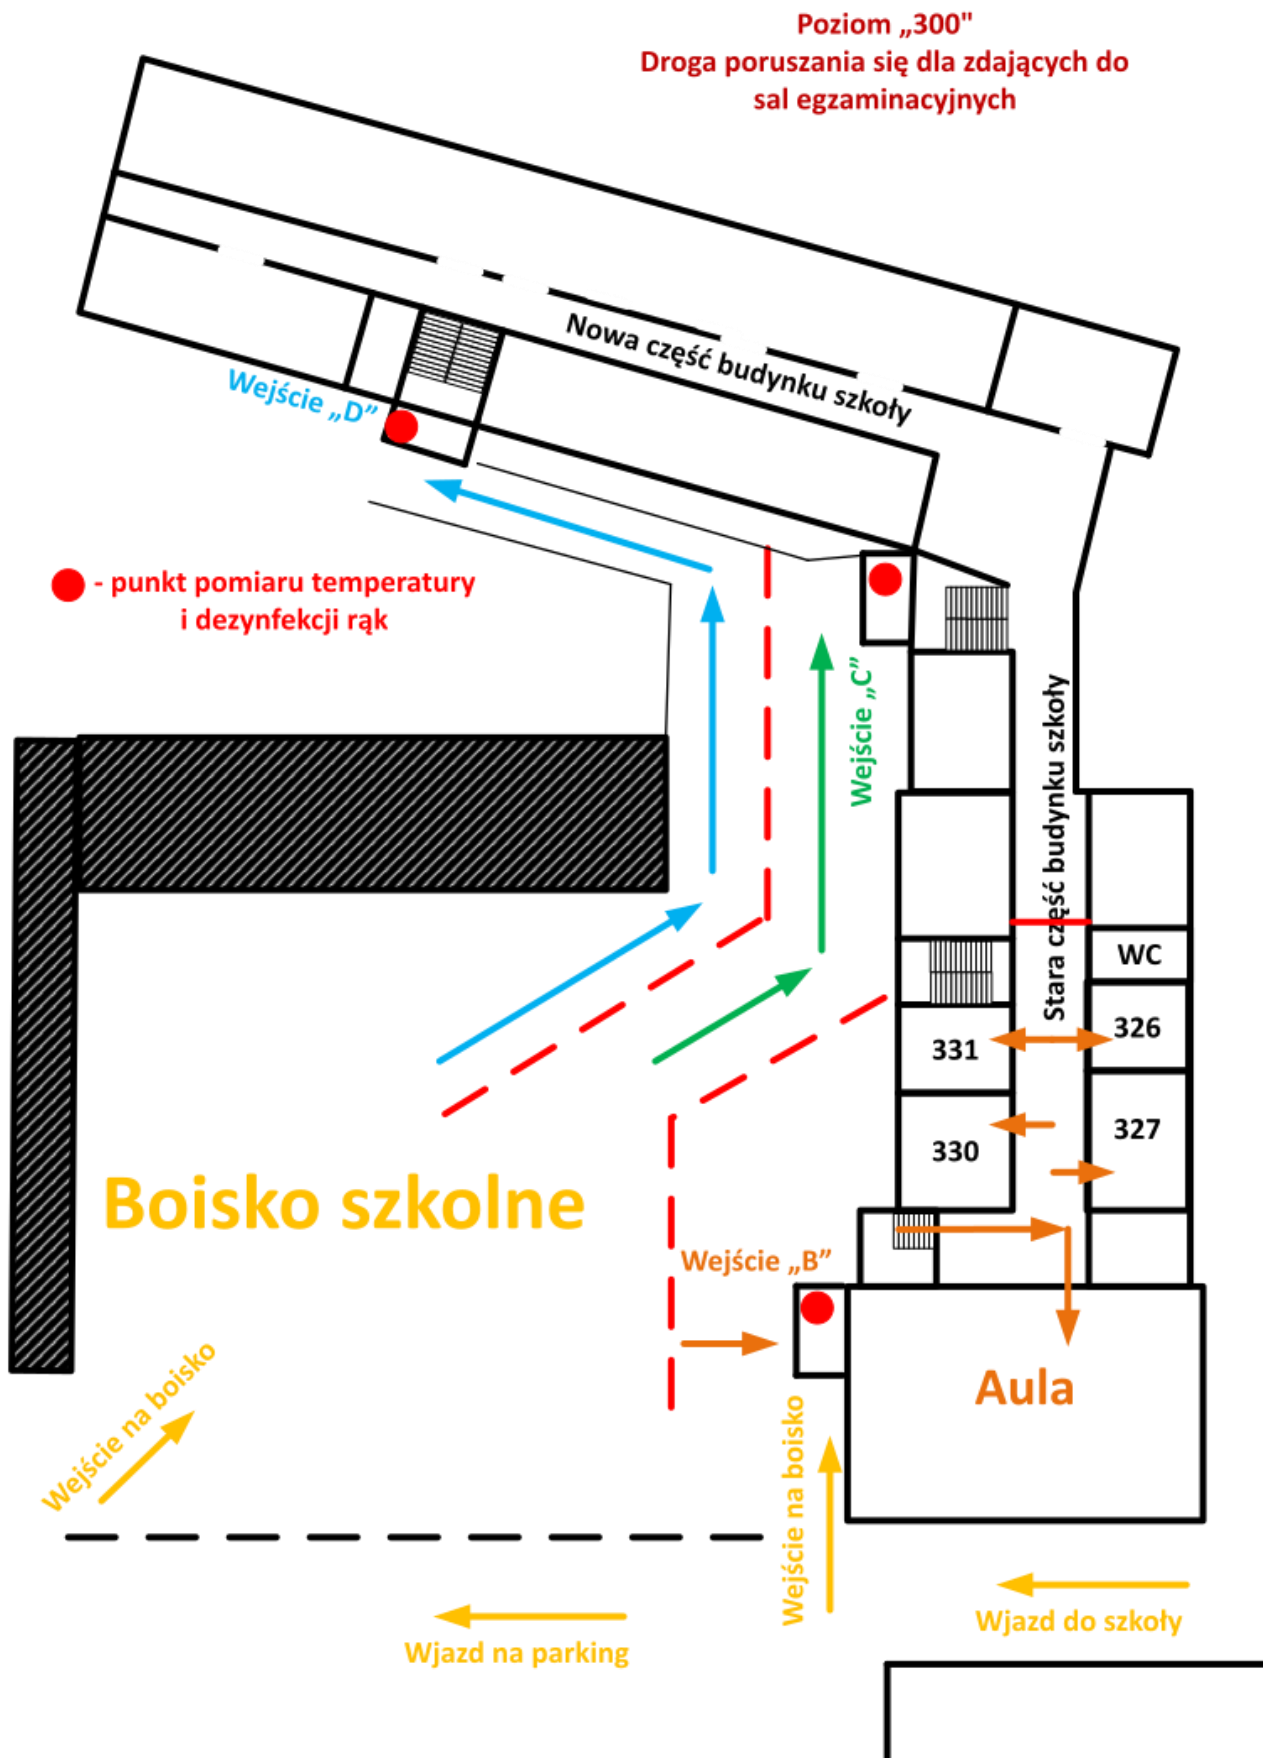 Poziom „300"
Droga poruszania się dla zdających do
sal egzaminacyjnych
Nowa część budynku szkoły
Wejście „D”
- punkt pomiaru temperatury
i dezynfekcji rąk
Wejście „C”
Stara część budynku szkoły
WC
326
331
327
330
Boisko szkolne
Wejście „B”
Aula
Wejście na boisko
Wejście na boisko
Wjazd do szkoły
Wjazd na parking